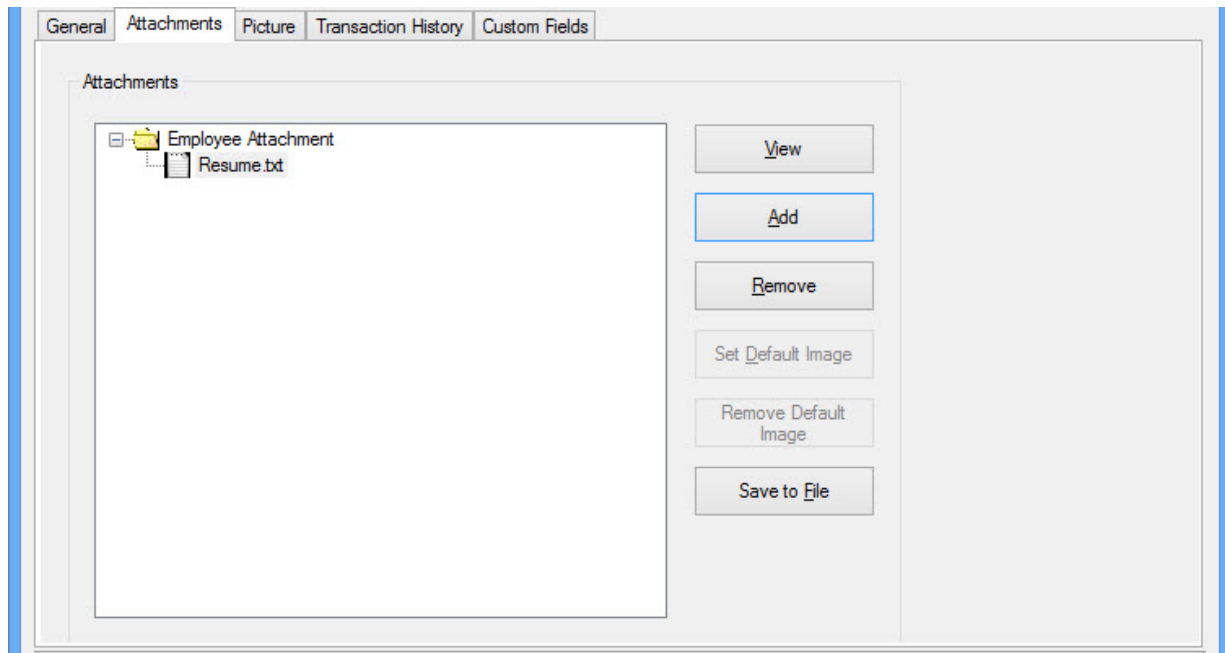 General Attachments Picture Transaction History Custom Fields
Attachments
Employee Attachment
Resume.txt
View
Add
Remove
Set Default Image
Remove Default
Image
Save to File